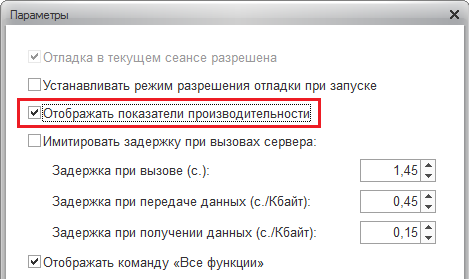 Параметры
Отладка в текущем сеансе разрешена
Устанавливать режим разрешения отладки при запуске
Отображать показатели производительности
Имитировать задержку при вызовах сервера:
Задержка при вызове (с.): 1,45
Задержка при передаче данных (с./Кбайт): 0,45
Задержка при получении данных (с./Кбайт): 0,15
Отображать команду «Все функции»